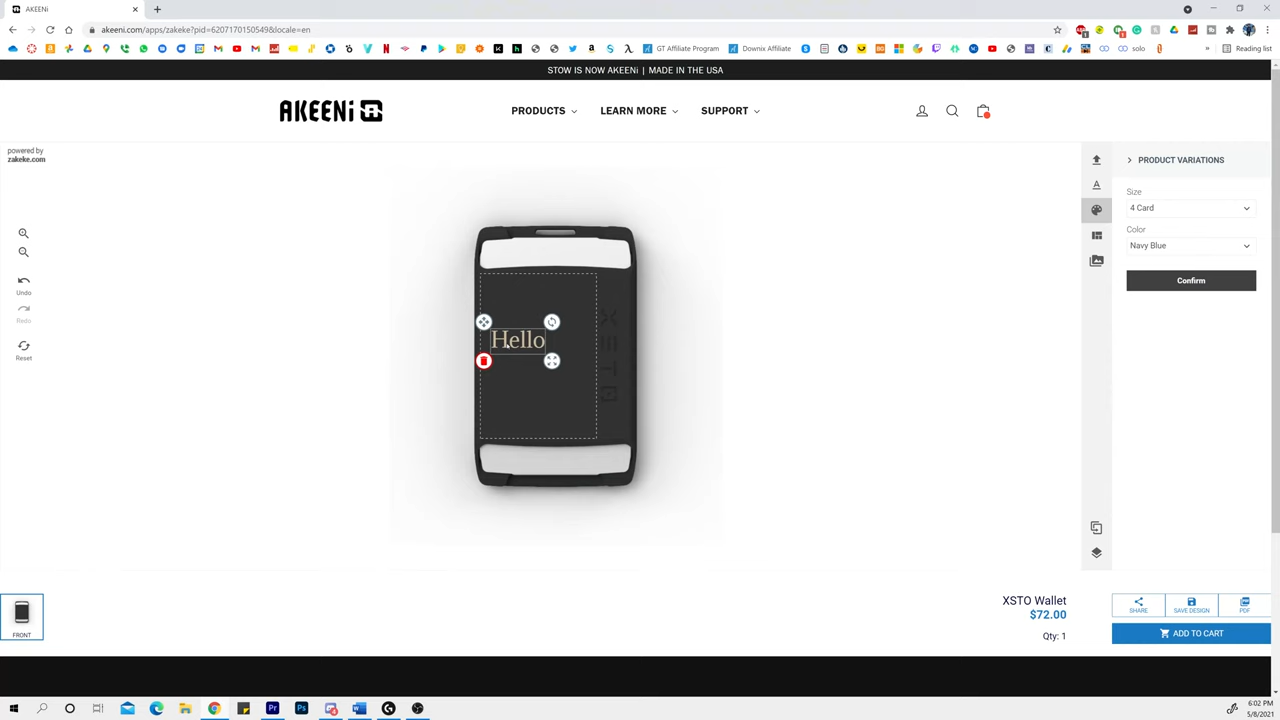 AKEENi
akeeni.com/apps/zakeke?pid=6207170150549&locale=en
GT Affiliate Program
Downix Affiliate
solo
Reading list
STOW IS NOW AKEENi | MADE IN THE USA
AKEENi
PRODUCTS
LEARN MORE
SUPPORT
powered by
zakeke.com
PRODUCT VARIATIONS
Size
4 Card
Color
Navy Blue
Confirm
Undo
Redo
Reset
Hello
XSTO
FRONT
XSTO Wallet
$72.00
Qty: 1
SHARE
SAVE DESIGN
PDF
ADD TO CART
6:02 PM
5/8/2021